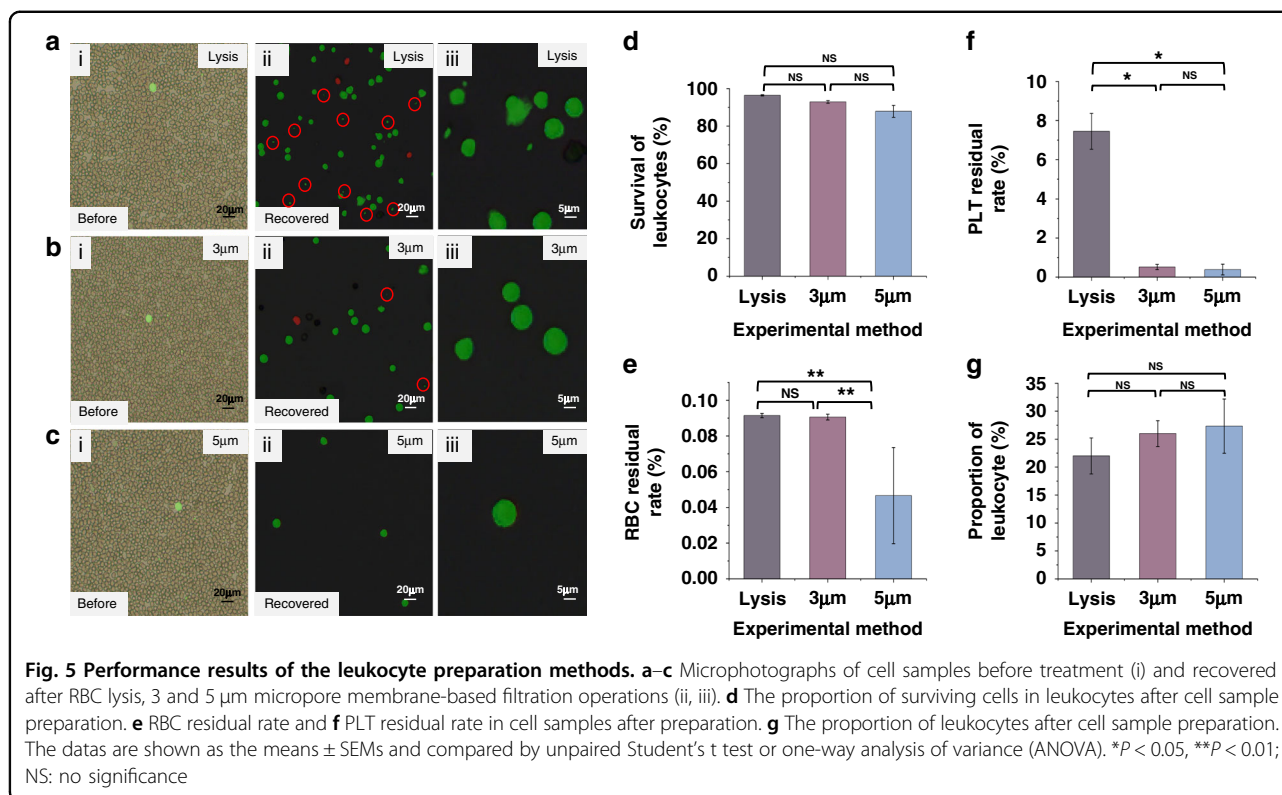 a
i
Lysis
Before
20μm
ii
Lysis
Recovered
20μm
iii
5μm
b
i
3μm
Before
20μm
ii
Recovered
20μm
iii
5μm
c
i
5μm
Before
20μm
ii
5μm
Recovered
20μm
iii
5μm
5μm
d
NS
NS
NS
Survival of
leukocytes (%)
100
80
60
40
20
0
Lysis
3μm
5μm
Experimental method
e
**
NS
**
RBC residual
rate (%)
0.10
0.08
0.06
0.04
0.02
0.00
Lysis
3μm
5μm
Experimental method
f
*
*
NS
PLT residual
rate (%)
10
8
6
4
2
0
Lysis
3μm
5μm
Experimental method
g
NS
NS
NS
Proportion of
leukocyte (%)
35
30
25
20
15
10
5
0
Lysis
3μm
5μm
Experimental method
Fig. 5 Performance results of the leukocyte preparation methods. a–c Microphotographs of cell samples before treatment (i) and recovered
after RBC lysis, 3 and 5 μm micropore membrane-based filtration operations (ii, iii). d The proportion of surviving cells in leukocytes after cell sample
preparation. e RBC residual rate and f PLT residual rate in cell samples after preparation. g The proportion of leukocytes after cell sample preparation.
The datas are shown as the means ± SEMs and compared by unpaired Student's t test or one-way analysis of variance (ANOVA). *P < 0.05, **P < 0.01;
NS: no significance